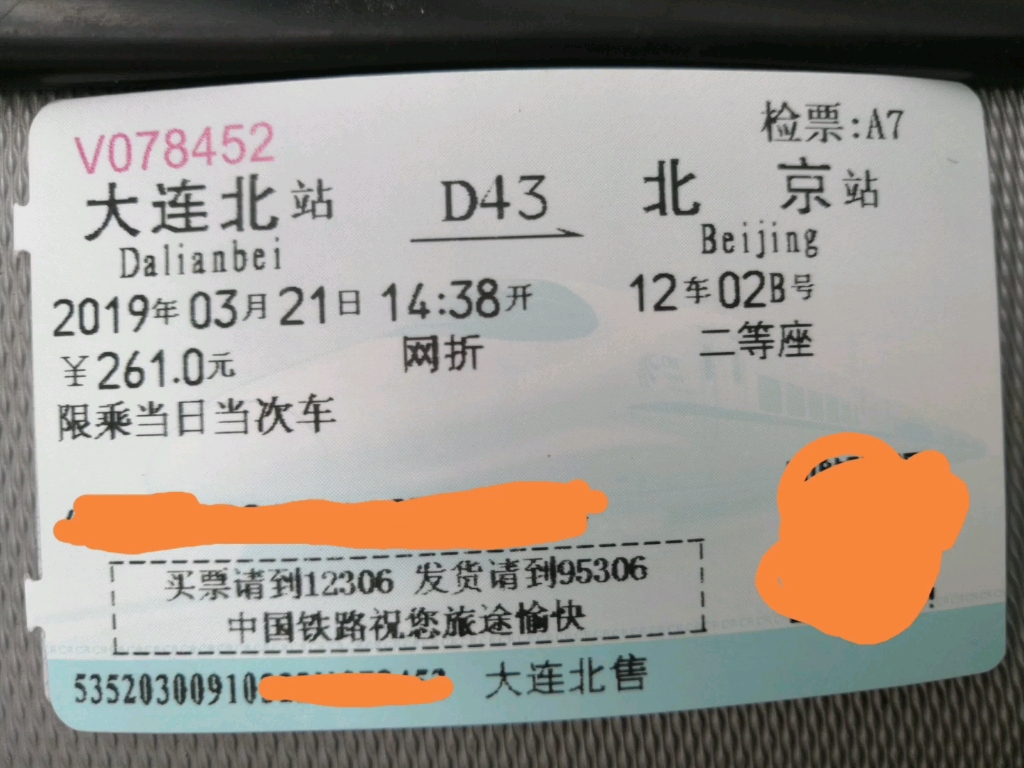 检票:A7
V078452
大连北站 D43 北京站
Dalianbei Beijing
2019年03月21日 14:38开 12车02B号
¥261.0元 网折 二等座
限乘当日当次车
买票请到12306 发货请到95306
中国铁路祝您旅途愉快
5352030091 大连北售